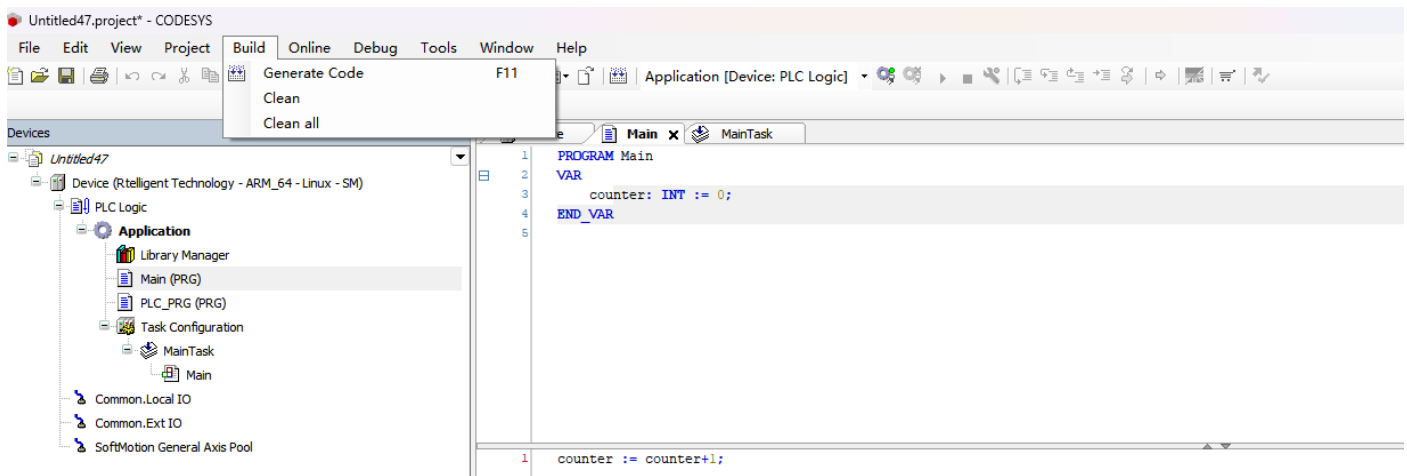 Untitled47.project* - CODESYS
File Edit View Project Build Online Debug Tools Window Help
Generate Code F11
Application [Device: PLC Logic]
Clean
Clean all
Devices
Main
MainTask
Untitled47
Device (Rtelligent Technology - ARM_64 - Linux - SM)
PLC Logic
Application
Library Manager
Main (PRG)
PLC_PRG (PRG)
Task Configuration
MainTask
Main
Common.Local IO
Common.Ext IO
SoftMotion General Axis Pool
1 PROGRAM Main
2 VAR
3 counter: INT := 0;
4 END_VAR
5
1 counter := counter+1;